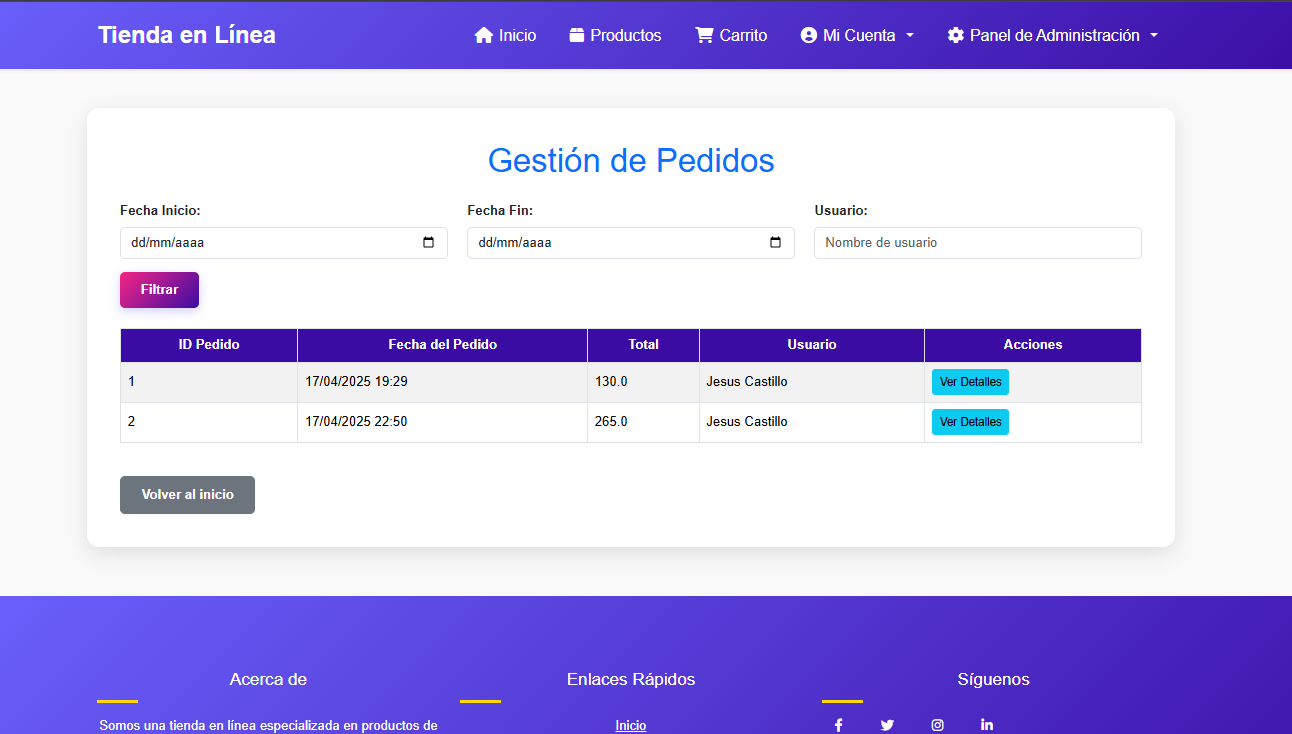 Tienda en Línea Inicio Productos Carrito Mi Cuenta Panel de Administración
Gestión de Pedidos
Fecha Inicio: Fecha Fin: Usuario:
dd/mm/aaaa dd/mm/aaaa Nombre de usuario
Filtrar
ID Pedido Fecha del Pedido Total Usuario Acciones
1 17/04/2025 19:29 130.0 Jesus Castillo Ver Detalles
2 17/04/2025 22:50 265.0 Jesus Castillo Ver Detalles
Volver al inicio
Acerca de Enlaces Rápidos Síguenos
Somos una tienda en línea especializada en productos de Inicio